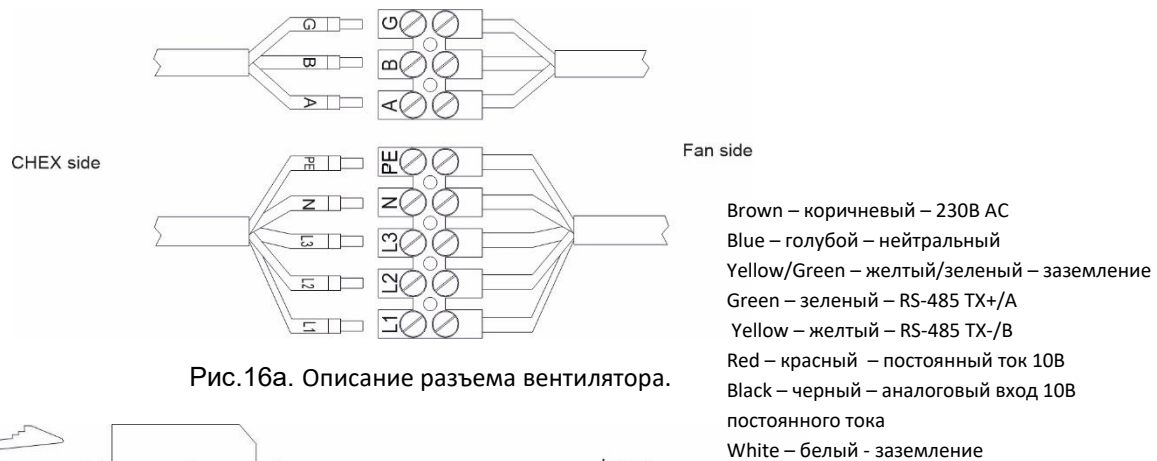 G G
B B
A A
CHEX side
Fan side
PE PE
N N
L3 L3
L2 L2
L1 L1
Рис.16а. Описание разъема вентилятора.
Brown – коричневый – 230В AC
Blue – голубой – нейтральный
Yellow/Green – желтый/зеленый – заземление
Green – зеленый – RS-485 TX+/A
Yellow – желтый – RS-485 TX-/B
Red – красный – постоянный ток 10В
Black – черный – аналоговый вход 10В
постоянного тока
White – белый - заземление